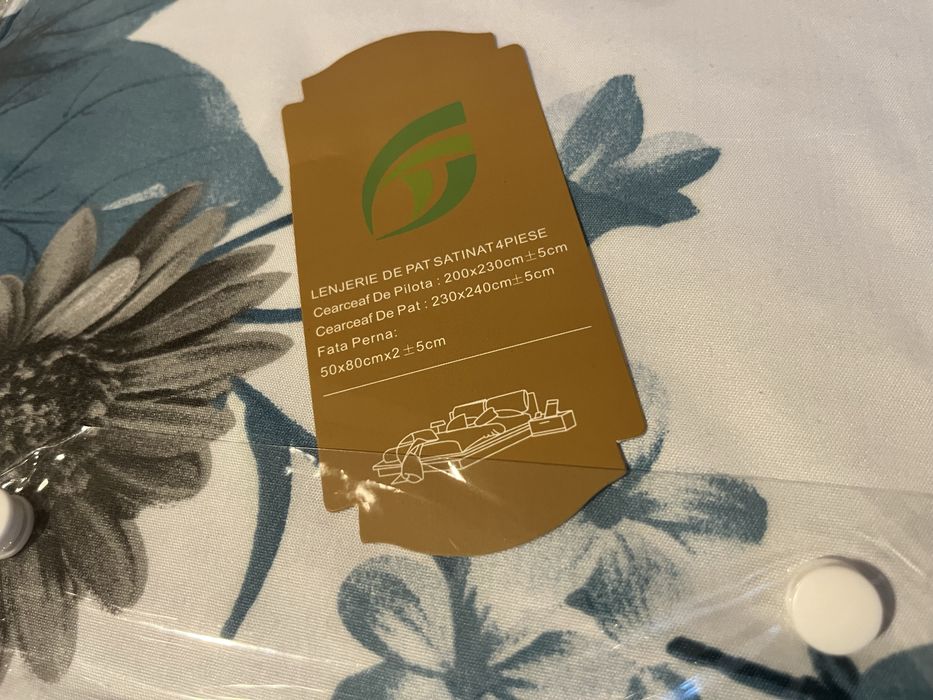 LENJERIE DE PAT SATINAT4PIESE
Cearceaf De Pilota : 200x230cm±5cm
Cearceaf De Pat : 230x240cm±5cm
Fata Perna:
50x80cmx2±5cm